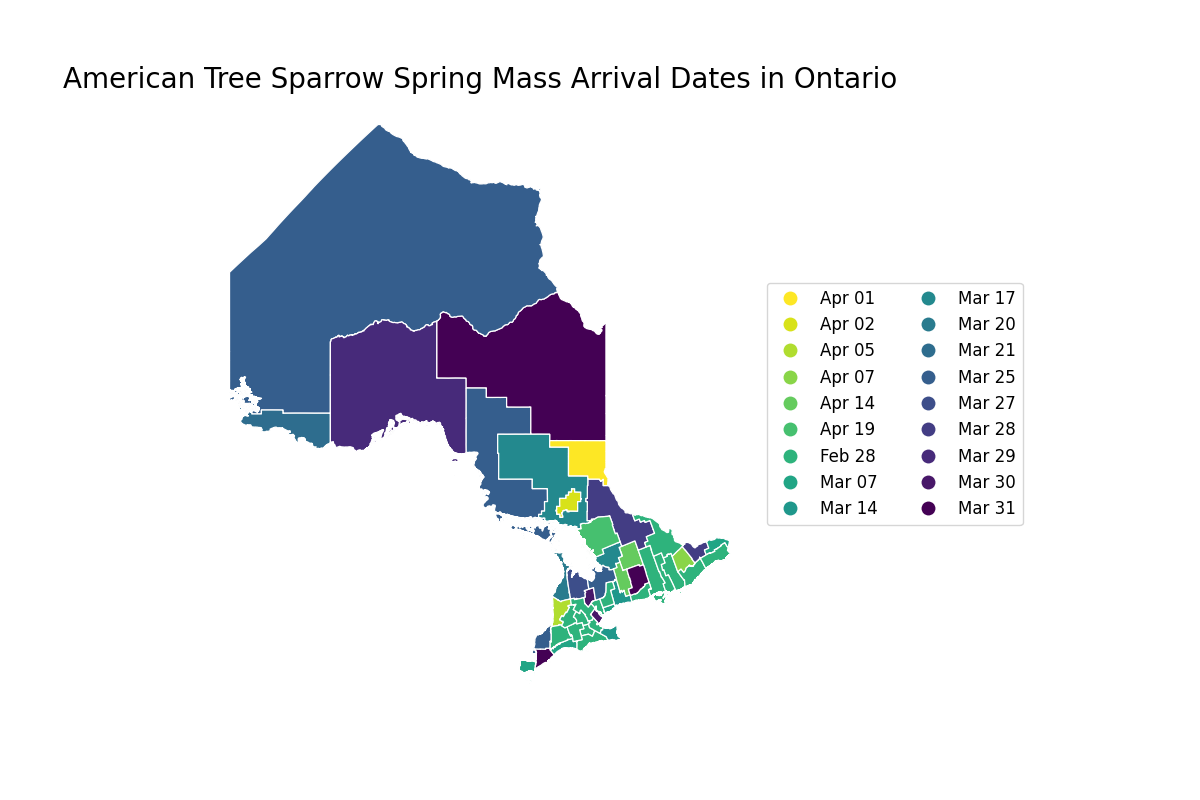 American Tree Sparrow Spring Mass Arrival Dates in Ontario
Apr 01
Apr 02
Apr 05
Apr 07
Apr 14
Apr 19
Feb 28
Mar 07
Mar 14
Mar 17
Mar 20
Mar 21
Mar 25
Mar 27
Mar 28
Mar 29
Mar 30
Mar 31